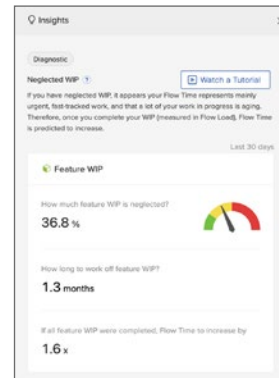 Insights
Diagnostic
Neglected WIP ?
Watch a Tutorial
If you have neglected WIP, it appears your Flow Time represents mainly
urgent, fast-tracked work, and that a lot of your work in progress is aging.
Therefore, once you complete your WIP (measured in Flow Load), Flow Time
is predicted to increase.
Last 30 days
Feature WIP
How much feature WIP is neglected?
36.8 %
How long to work off feature WIP?
1.3 months
If all feature WIP were completed, Flow Time to increase by
1.6 x